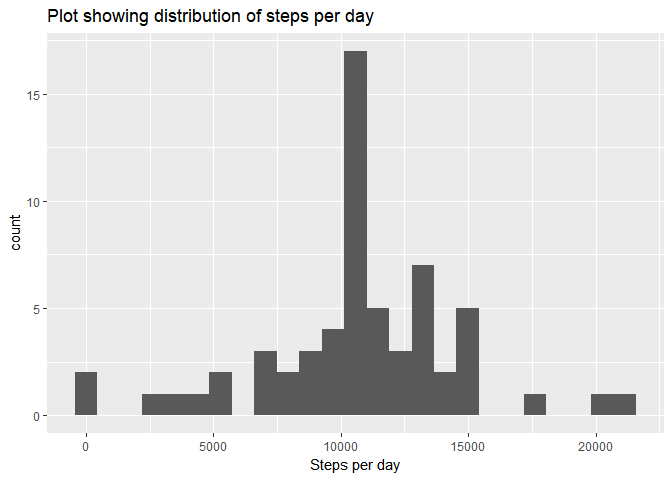 Plot showing distribution of steps per day
count
15
10
5
0
0 5000 10000 15000 20000
Steps per day